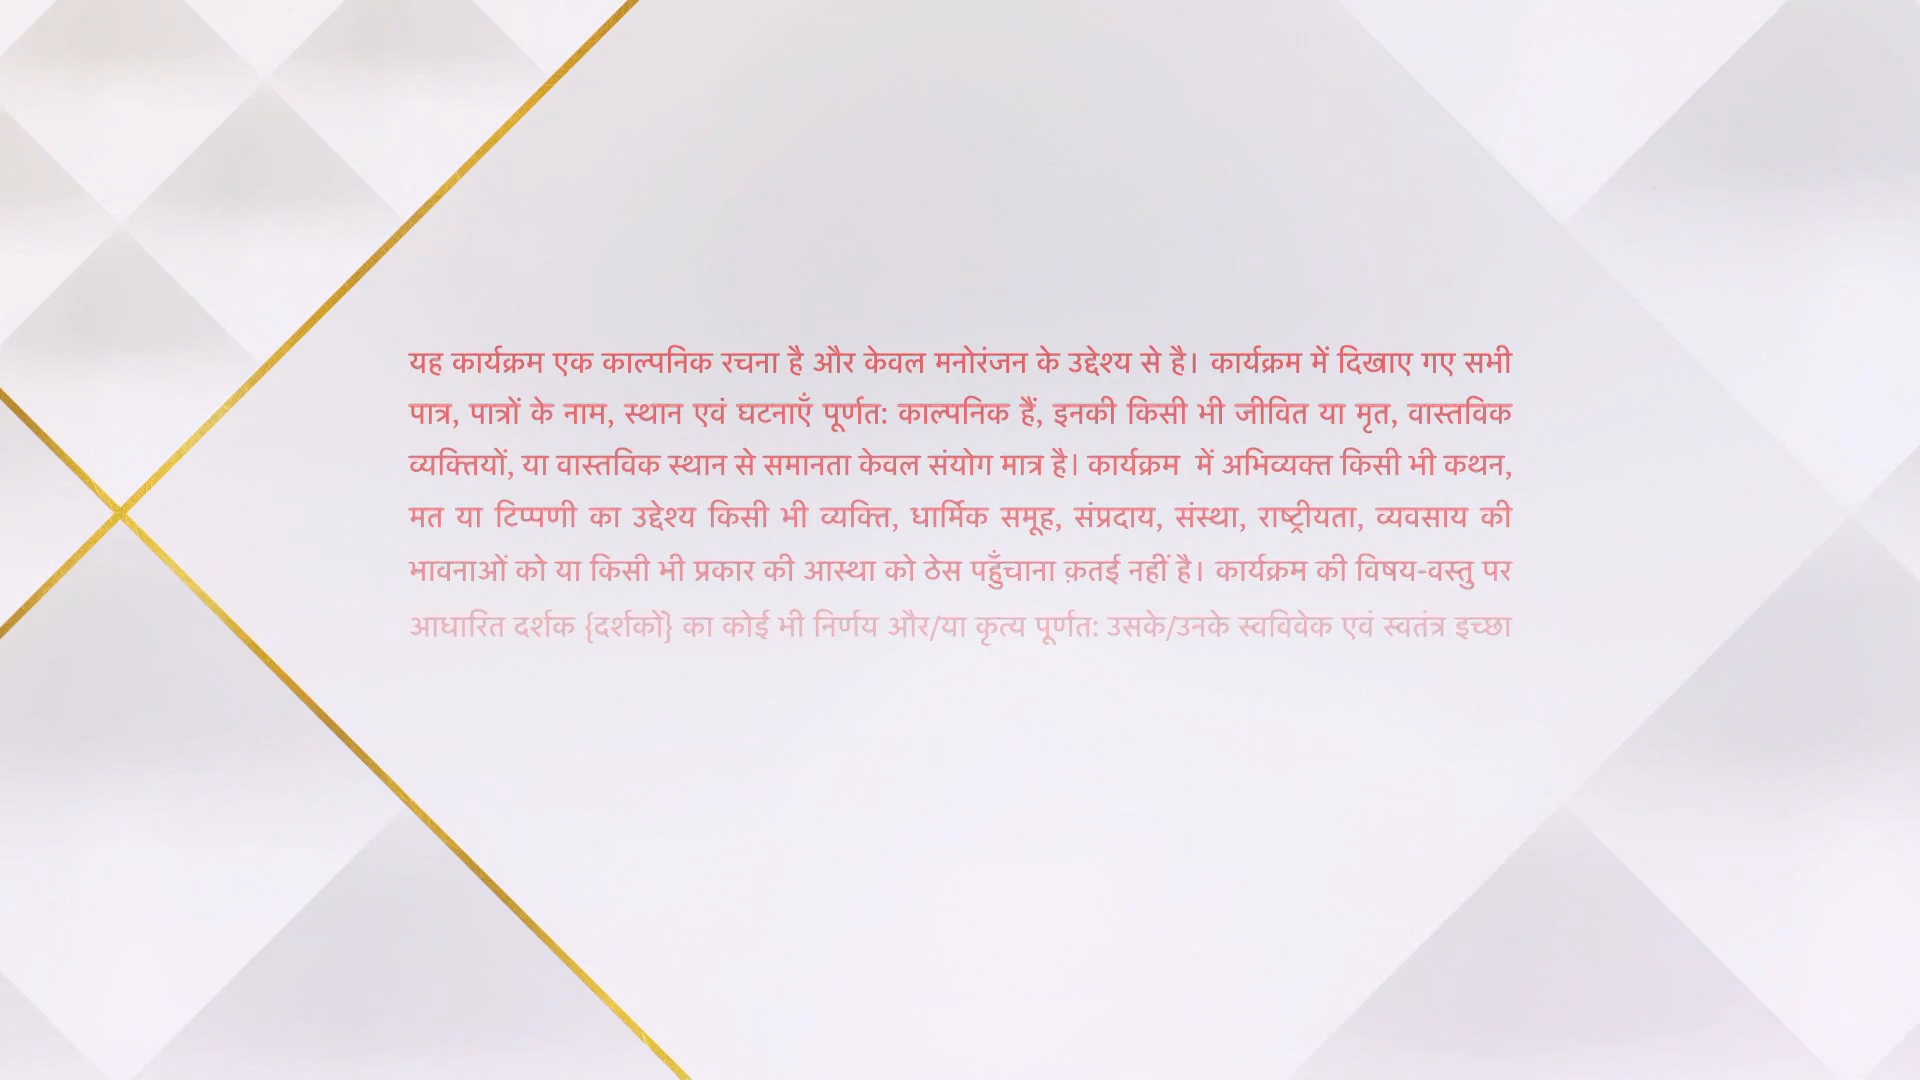 यह कार्यक्रम एक काल्पनिक रचना है और केवल मनोरंजन के उद्देश्य से है। कार्यक्रम में दिखाए गए सभी
पात्र, पात्रों के नाम, स्थान एवं घटनाएँ पूर्णत: काल्पनिक हैं, इनकी किसी भी जीवित या मृत, वास्तविक
व्यक्तियों, या वास्तविक स्थान से समानता केवल संयोग मात्र है। कार्यक्रम में अभिव्यक्त किसी भी कथन,
मत या टिप्पणी का उद्देश्य किसी भी व्यक्ति, धार्मिक समूह, संप्रदाय, संस्था, राष्ट्रीयता, व्यवसाय की
भावनाओं को या किसी भी प्रकार की आस्था को ठेस पहुँचाना क़तई नहीं है। कार्यक्रम की विषय-वस्तु पर
आधारित दर्शक {दर्शकों} का कोई भी निर्णय और/या कृत्य पूर्णत: उसके/उनके स्वविवेक एवं स्वतंत्र इच्छा